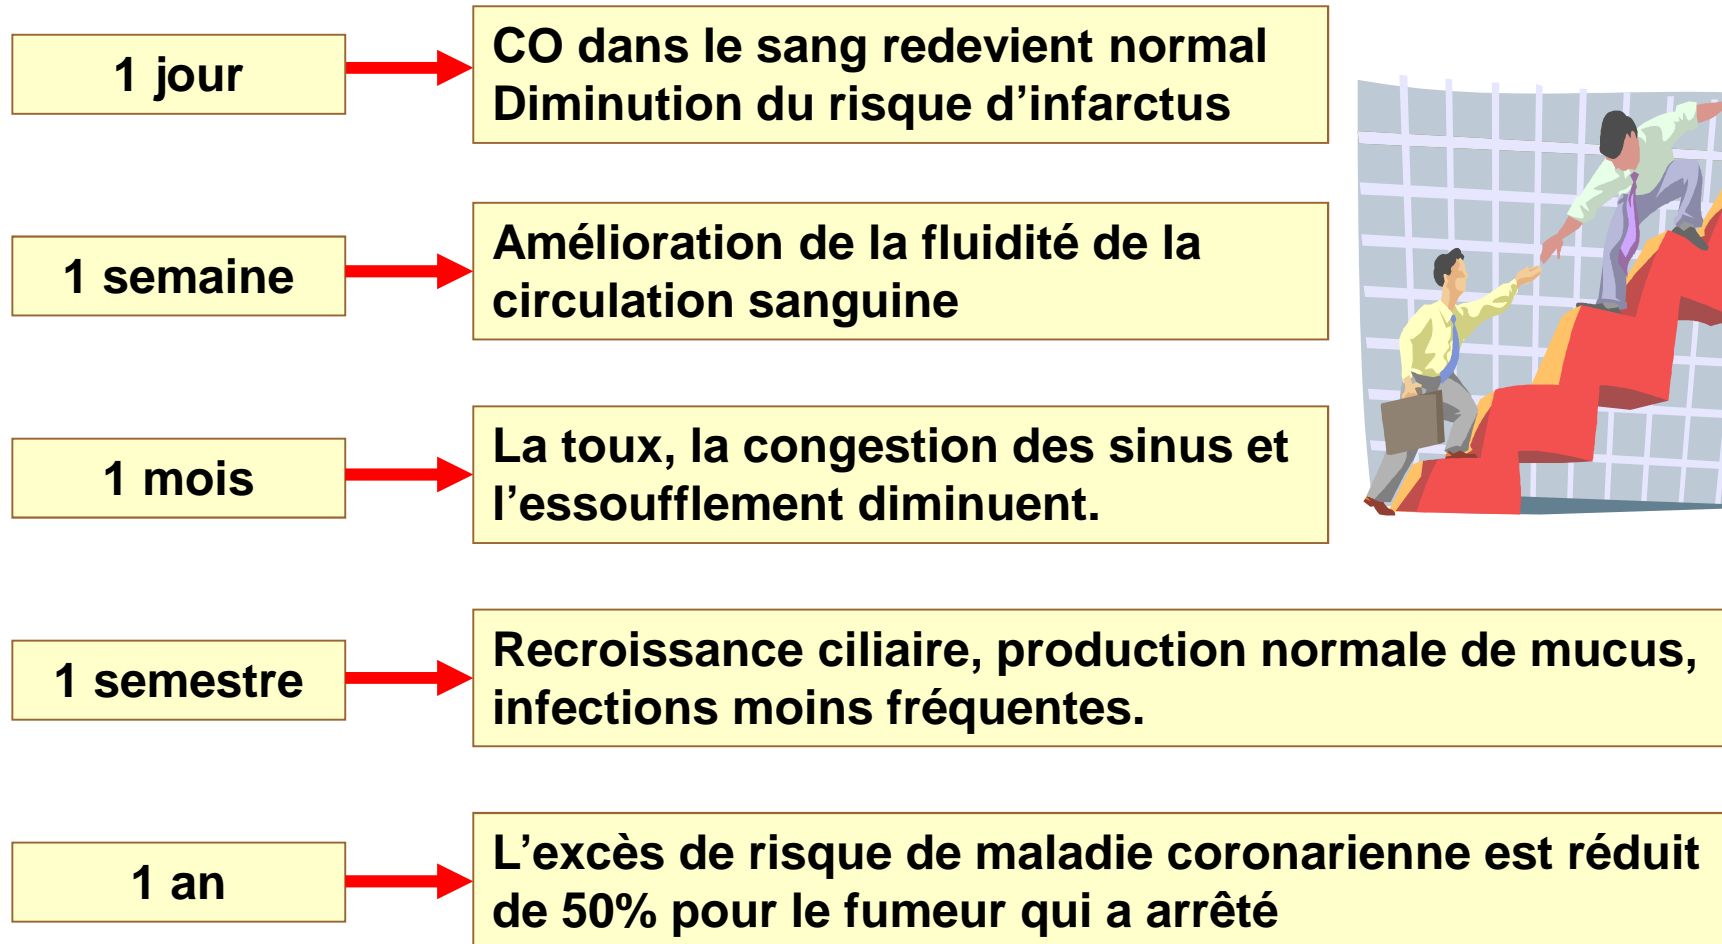 1 jour
CO dans le sang redevient normal
Diminution du risque d’infarctus
1 semaine
Amélioration de la fluidité de la
circulation sanguine
1 mois
La toux, la congestion des sinus et
l’essoufflement diminuent.
1 semestre
Recroissance ciliaire, production normale de mucus,
infections moins fréquentes.
1 an
L’excès de risque de maladie coronarienne est réduit
de 50% pour le fumeur qui a arrêté